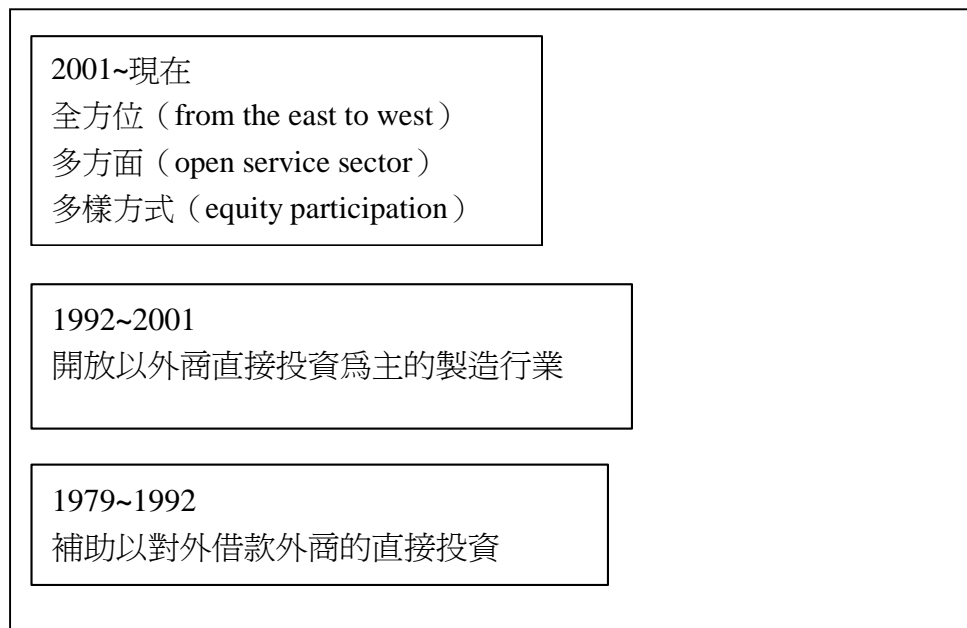 2001~現在
全方位（from the east to west）
多方面（open service sector）
多樣方式（equity participation）
1992~2001
開放以外商直接投資為主的製造行業
1979~1992
補助以對外借款外商的直接投資